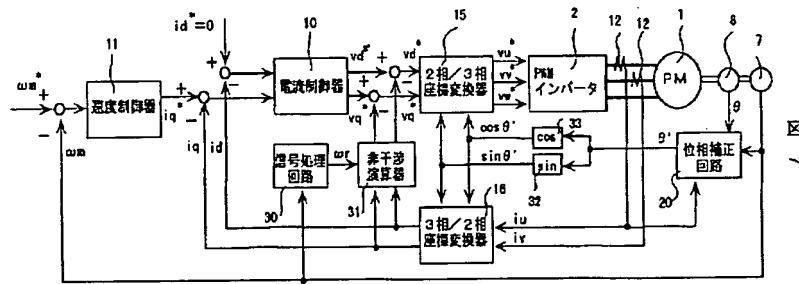 15
2
12
12
1
8
7
id*=0
11
10
ωm*
+
−
ωm
速度制御器
iq*
+
−
iq
id
+
−
電流制御器
vd*
+
−
vd*
vq*
+
−
vq*
2相/3相
座標変換器
vu*
vv*
vw*
PWM
インバータ
PM
θ
図1
信号処理
回路
30
ωr
非干渉
演算器
31
cosθ'
cos
33
sinθ'
sin
32
θ'
位相補正
回路
20
3相/2相
座標変換器
16
iu
iv